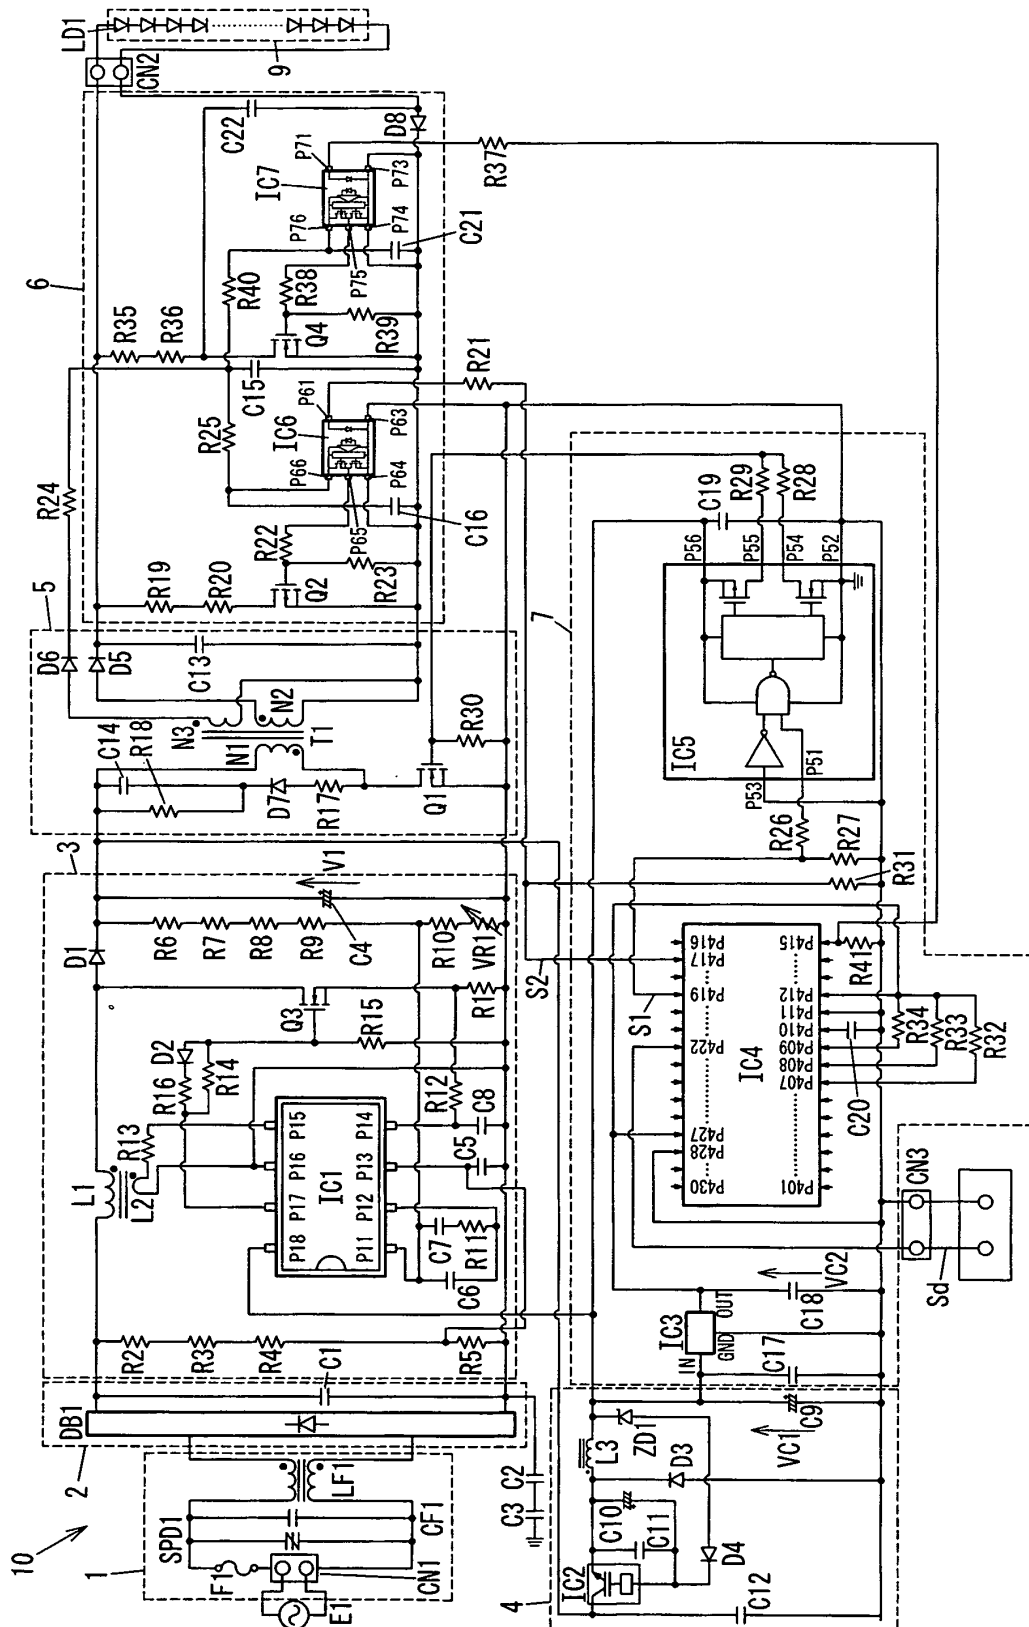 10
1
F1
E1
SPD1
CN1
CF1
LF1
2
DB1
C1
C2
C3
3
L1
L2
R2
R3
R4
R5
R13
R16
D2
R14
R15
P18
P17
P16
P15
IC1
P11
P12
P13
P14
C6
C7
R11
C5
C8
R12
Q3
R1
D1
R6
R7
R8
R9
R10
VR1
C4
V1
5
C14
R18
D7
R17
N1
N3
N2
T1
Q1
R30
D6
D5
C13
6
R24
R19
R20
R22
Q2
R23
R25
C15
P66
P65
P64
IC6
P61
P63
C16
R21
R35
R36
R40
Q4
R38
R39
P76
P75
P74
IC7
P71
P73
C21
C22
D8
R37
LD1
CN2
9
4
IC2
C12
C10
C11
D4
L3
ZD1
D3
VC1
C9
7
IC3
IN
OUT
GND
C17
C18
VC2
S2
S1
P430
P428
P427
P422
P419
P417
P416
IC4
P401
P407
P408
P409
P410
P411
P412
P415
C20
R34
R33
R32
R41
R31
R26
R27
IC5
P53
P51
P56
P55
P54
P52
C19
R29
R28
Sd
CN3